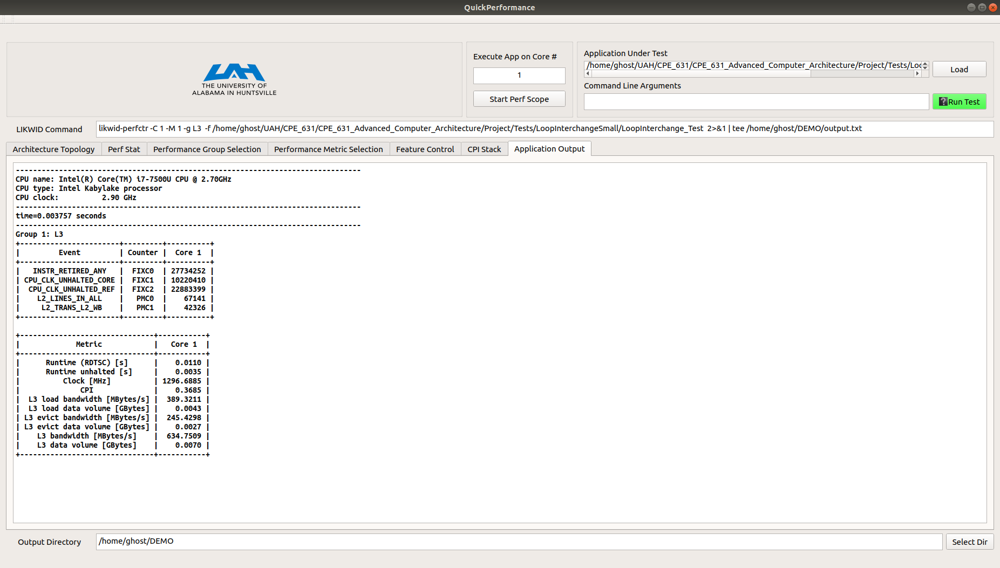 QuickPerformance
THE UNIVERSITY OF
ALABAMA IN HUNTSVILLE
Execute App on Core #
1
Start Perf Scope
Application Under Test
/home/ghost/UAH/CPE_631/CPE_631_Advanced_Computer_Architecture/Project/Tests/Loo
Load
Command Line Arguments
Run Test
LIKWID Command
likwid-perfctr -C 1 -M 1 -g L3  -f /home/ghost/UAH/CPE_631/CPE_631_Advanced_Computer_Architecture/Project/Tests/LoopInterchangeSmall/LoopInterchange_Test  2>&1 | tee /home/ghost/DEMO/output.txt
Architecture Topology Perf Stat Performance Group Selection Performance Metric Selection Feature Control CPI Stack Application Output
--------------------------------------------------------------------------------
CPU name: Intel(R) Core(TM) i7-7500U CPU @ 2.70GHz
CPU type: Intel Kabylake processor
CPU clock:          2.90 GHz
--------------------------------------------------------------------------------
time=0.003757 seconds
--------------------------------------------------------------------------------
Group 1: L3
+-----------------------+---------+----------+
|         Event         | Counter |  Core 1  |
+-----------------------+---------+----------+
|   INSTR_RETIRED_ANY   |  FIXC0  | 27734252 |
| CPU_CLK_UNHALTED_CORE |  FIXC1  | 10220410 |
|  CPU_CLK_UNHALTED_REF |  FIXC2  | 22883399 |
|    L2_LINES_IN_ALL    |   PMC0  |    67141 |
|     L2_TRANS_L2_WB    |   PMC1  |    42326 |
+-----------------------+---------+----------+
+-------------------------------+-----------+
|             Metric            |   Core 1  |
+-------------------------------+-----------+
|      Runtime (RDTSC) [s]      |    0.0110 |
|      Runtime unhalted [s]     |    0.0035 |
|          Clock [MHz]          | 1296.6885 |
|              CPI              |    0.3685 |
|  L3 load bandwidth [MBytes/s] |  389.3211 |
|  L3 load data volume [GBytes] |    0.0043 |
| L3 evict bandwidth [MBytes/s] |  245.4298 |
| L3 evict data volume [GBytes] |    0.0027 |
|    L3 bandwidth [MBytes/s]    |  634.7509 |
|    L3 data volume [GBytes]    |    0.0070 |
+-------------------------------+-----------+
Output Directory
/home/ghost/DEMO
Select Dir